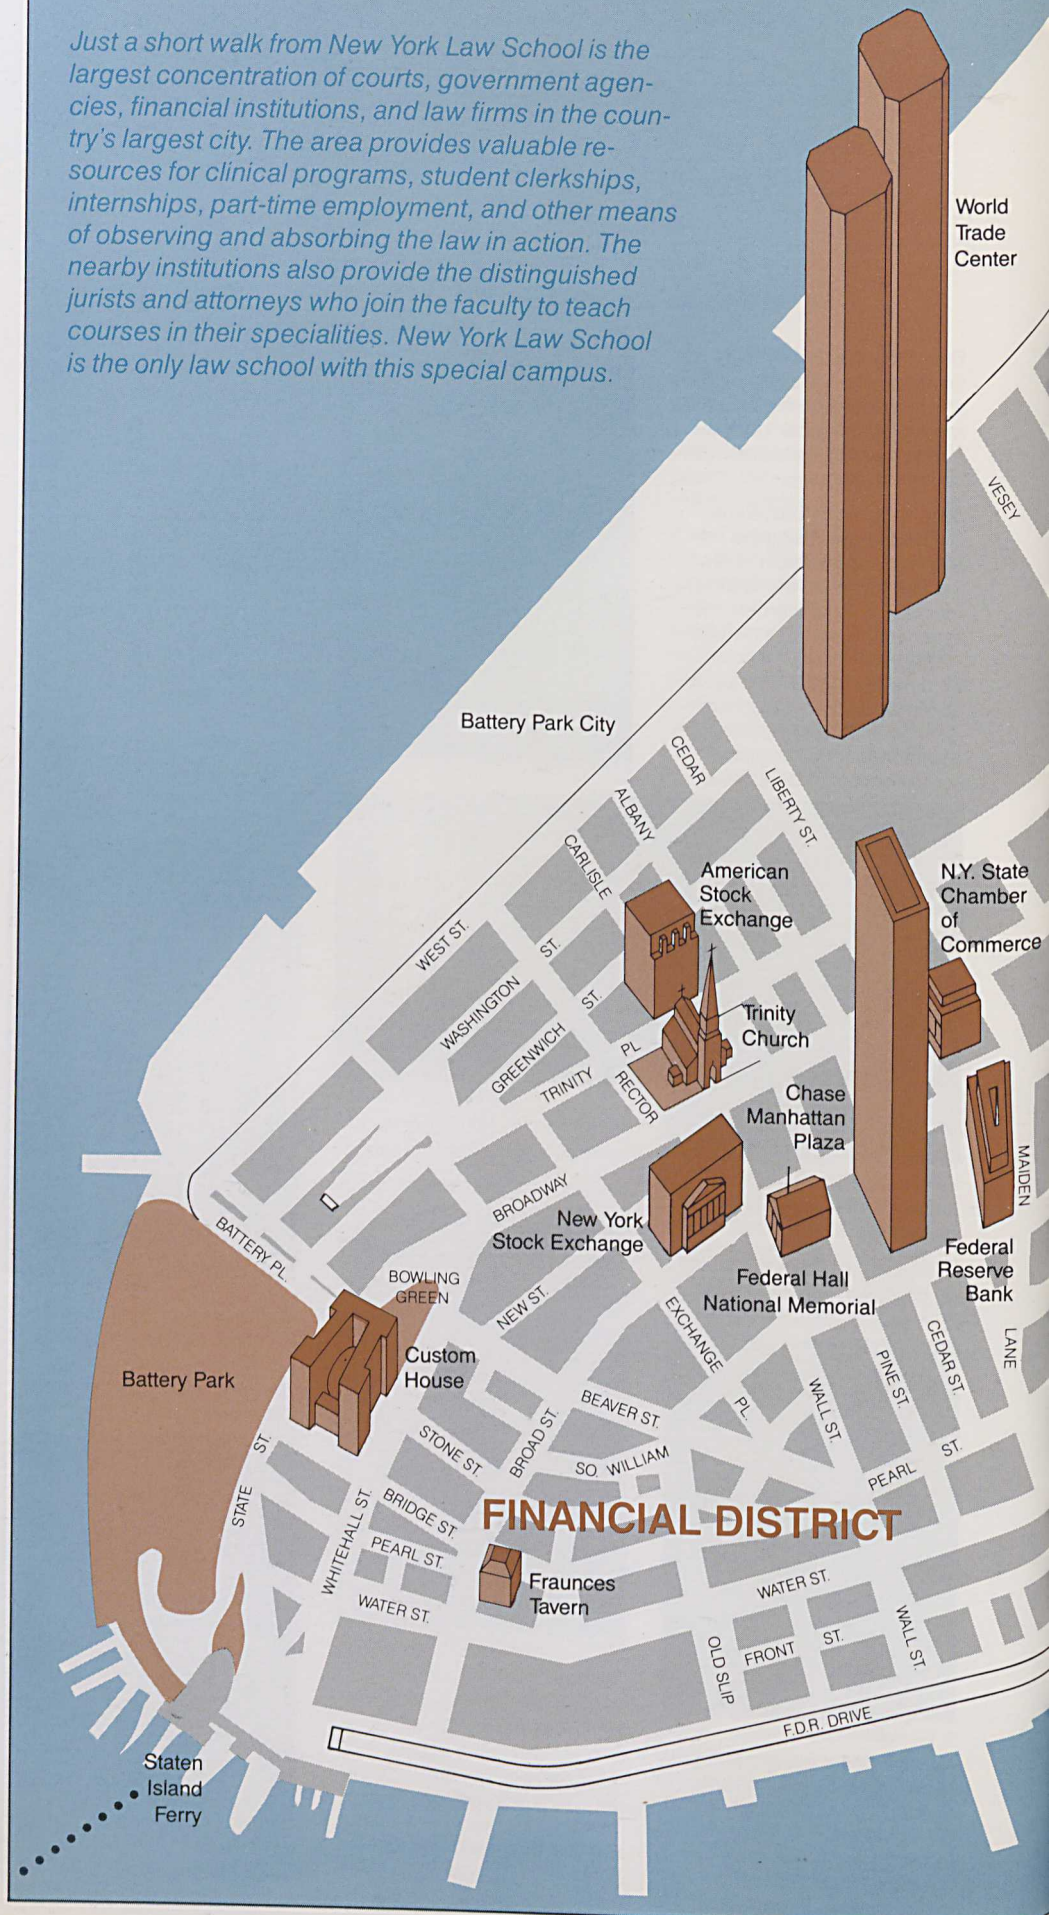 Just a short walk from New York Law School is the
largest concentration of courts, government agen-
cies, financial institutions, and law firms in the coun-
try's largest city. The area provides valuable re-
sources for clinical programs, student clerkships,
internships, part-time employment, and other means
of observing and absorbing the law in action. The
nearby institutions also provide the distinguished
jurists and attorneys who join the faculty to teach
courses in their specialities. New York Law School
is the only law school with this special campus.
World
Trade
Center
VESEY
Battery Park City
CEDAR
ALBANY
CARLISLE
LIBERTY ST.
American
Stock
Exchange
N.Y. State
Chamber
of
Commerce
WEST ST.
WASHINGTON
ST.
GREENWICH
ST.
TRINITY
PL
RECTOR
Trinity
Church
Chase
Manhattan
Plaza
MAIDEN
LANE
BROADWAY
New York
Stock Exchange
Federal Hall
National Memorial
Federal
Reserve
Bank
BATTERY PL.
BOWLING
GREEN
NEW ST.
EXCHANGE
PL.
Custom
House
Battery Park
BEAVER ST.
WALL ST.
PINE ST.
CEDAR ST.
STONE ST.
BROAD ST.
SO. WILLIAM
PEARL
ST.
STATE
ST.
WHITEHALL ST.
BRIDGE ST.
FINANCIAL DISTRICT
PEARL ST.
Fraunces
Tavern
WATER ST.
WATER ST.
OLD SLIP
FRONT
ST.
WALL ST.
F.D.R. DRIVE
Staten
Island
Ferry